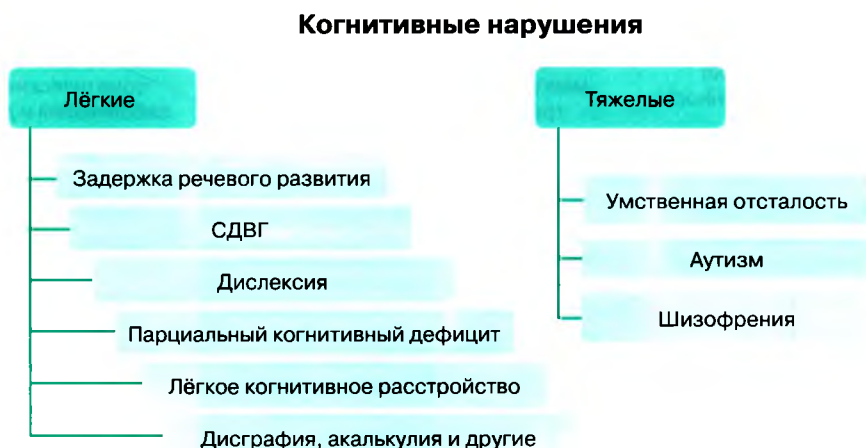 Когнитивные нарушения
Лёгкие
Задержка речевого развития
СДВГ
Дислексия
Парциальный когнитивный дефицит
Лёгкое когнитивное расстройство
Дисграфия, акалькулия и другие
Тяжелые
Умственная отсталость
Аутизм
Шизофрения